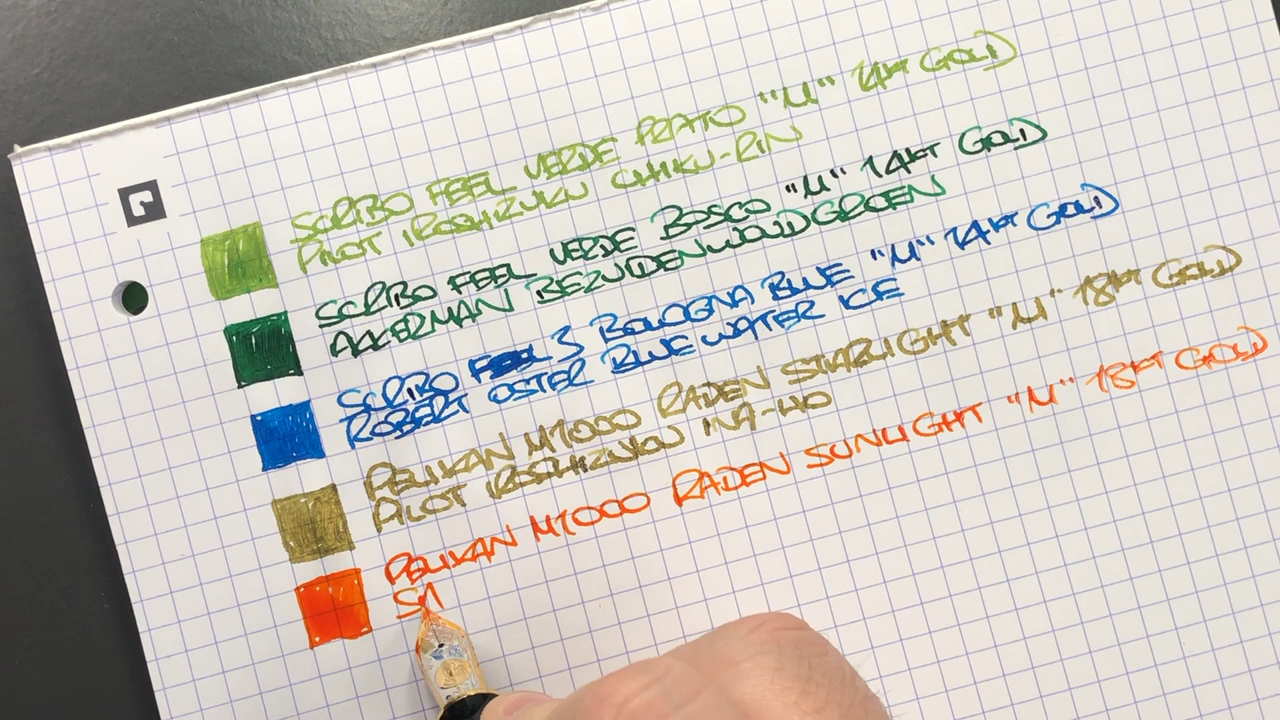 SCRIBO FEEL VERDE PRATO "M" 14KT GOLD
PILOT IROSHIZUKU CHIKU-RIN
SCRIBO FEEL VERDE BOSCO "M" 14KT GOLD
AKKERMAN BEZUIDENWOUDGROEN
SCRIBO FEEL 3 BOLOGNA BLUE "M" 14KT GOLD
ROBERT OSTER BLUE WATER ICE
PELIKAN M1000 RADEN STARLIGHT "M" 18KT GOLD
PILOT IROSHIZUKU INA-HO
PELIKAN M1000 RADEN SUNLIGHT "M" 18KT GOLD
SA